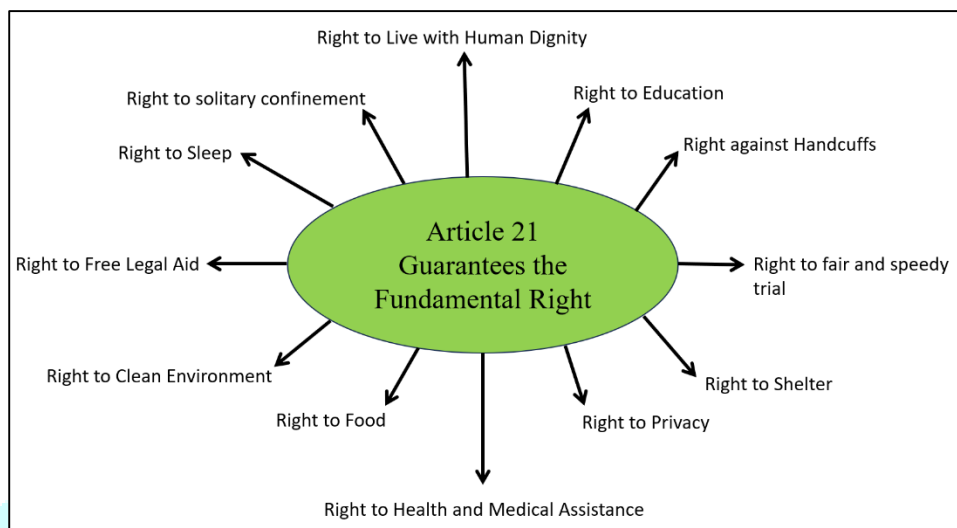 Right to Live with Human Dignity
Right to solitary confinement
Right to Education
Right to Sleep
Right against Handcuffs
Article 21
Guarantees the
Fundamental Right
Right to Free Legal Aid
Right to fair and speedy
trial
Right to Clean Environment
Right to Shelter
Right to Food
Right to Privacy
Right to Health and Medical Assistance